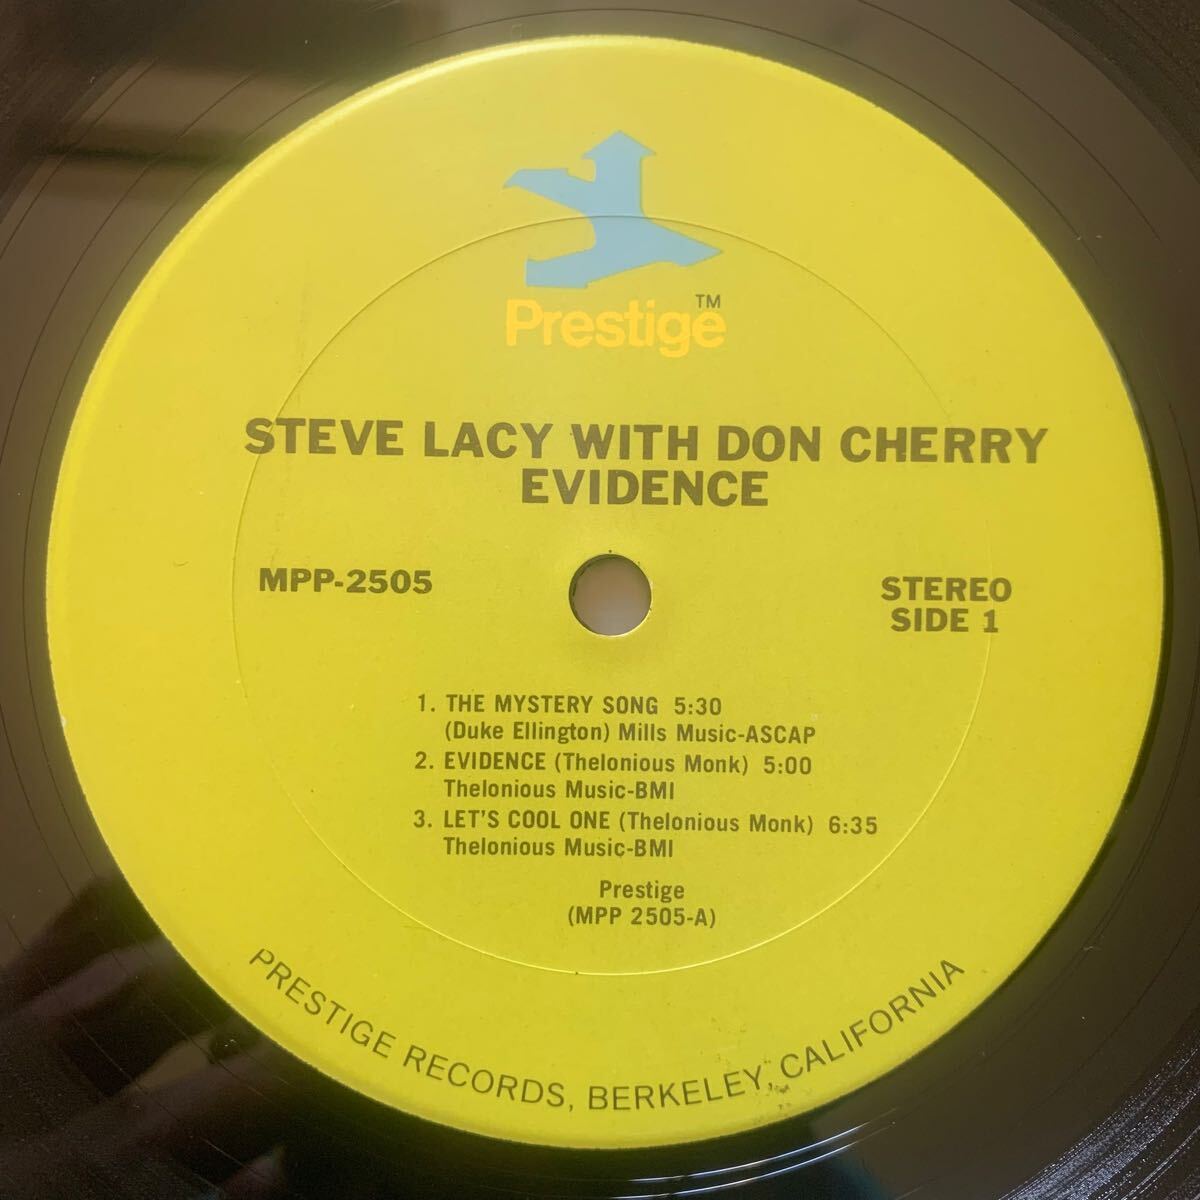 Prestige™
STEVE LACY WITH DON CHERRY
EVIDENCE
MPP-2505
STEREO
SIDE 1
1. THE MYSTERY SONG 5:30
(Duke Ellington) Mills Music-ASCAP
2. EVIDENCE (Thelonious Monk) 5:00
Thelonious Music-BMI
3. LET'S COOL ONE (Thelonious Monk) 6:35
Thelonious Music-BMI
Prestige
(MPP 2505-A)
PRESTIGE RECORDS, BERKELEY, CALIFORNIA